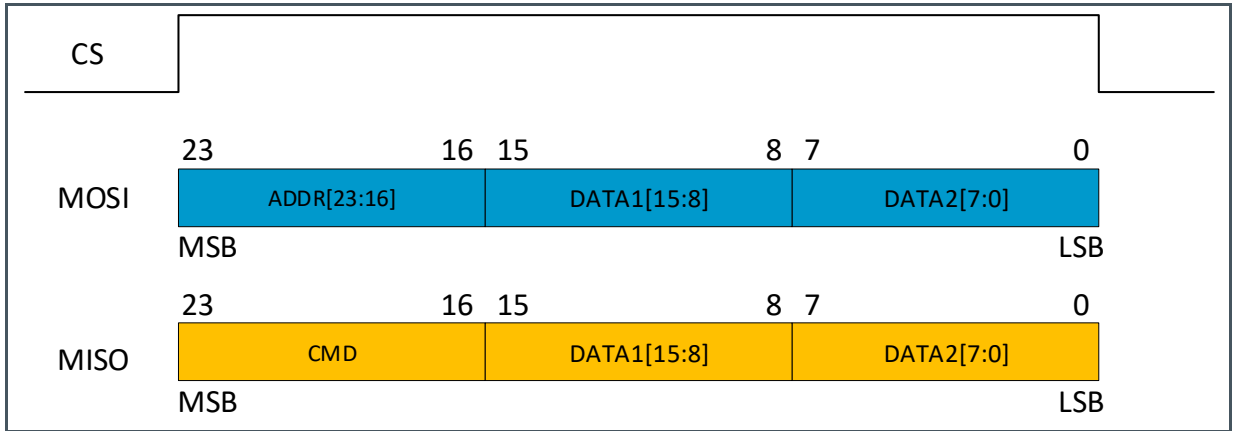 CS
23 16 15 8 7 0
MOSI ADDR[23:16] DATA1[15:8] DATA2[7:0]
MSB LSB
23 16 15 8 7 0
MISO CMD DATA1[15:8] DATA2[7:0]
MSB LSB